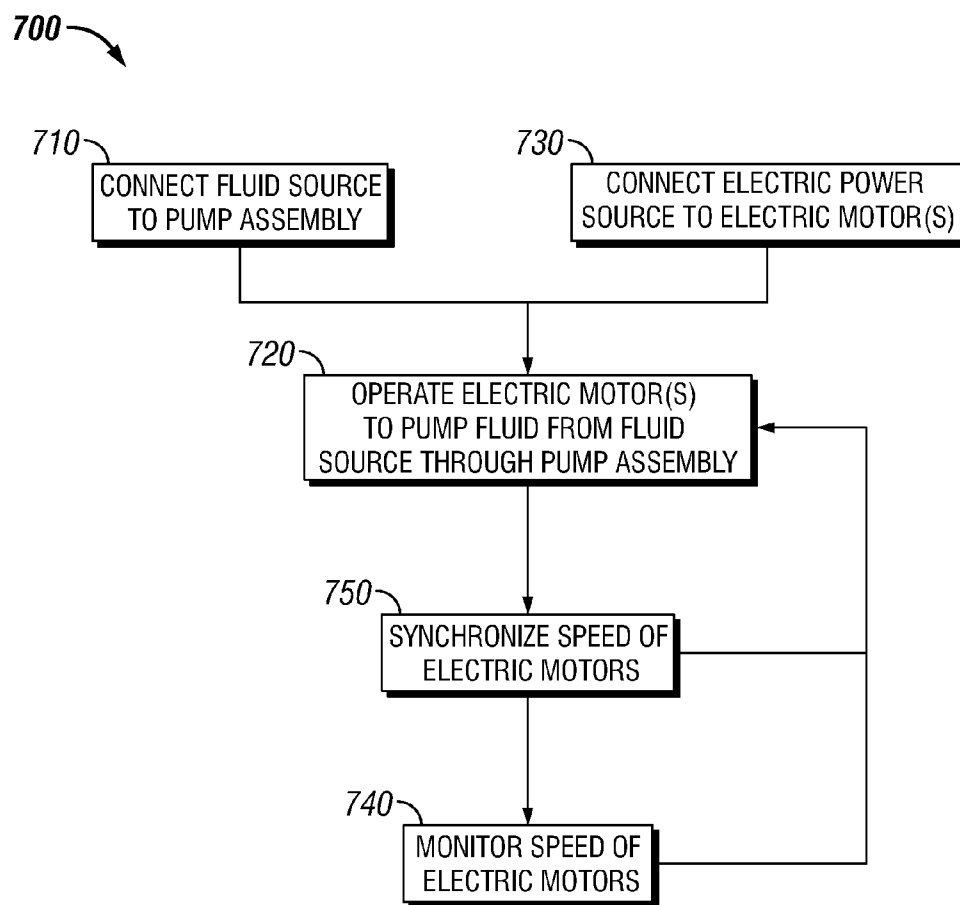 700
710
CONNECT FLUID SOURCE
TO PUMP ASSEMBLY
730
CONNECT ELECTRIC POWER
SOURCE TO ELECTRIC MOTOR(S)
720
OPERATE ELECTRIC MOTOR(S)
TO PUMP FLUID FROM FLUID
SOURCE THROUGH PUMP ASSEMBLY
750
SYNCHRONIZE SPEED OF
ELECTRIC MOTORS
740
MONITOR SPEED OF
ELECTRIC MOTORS